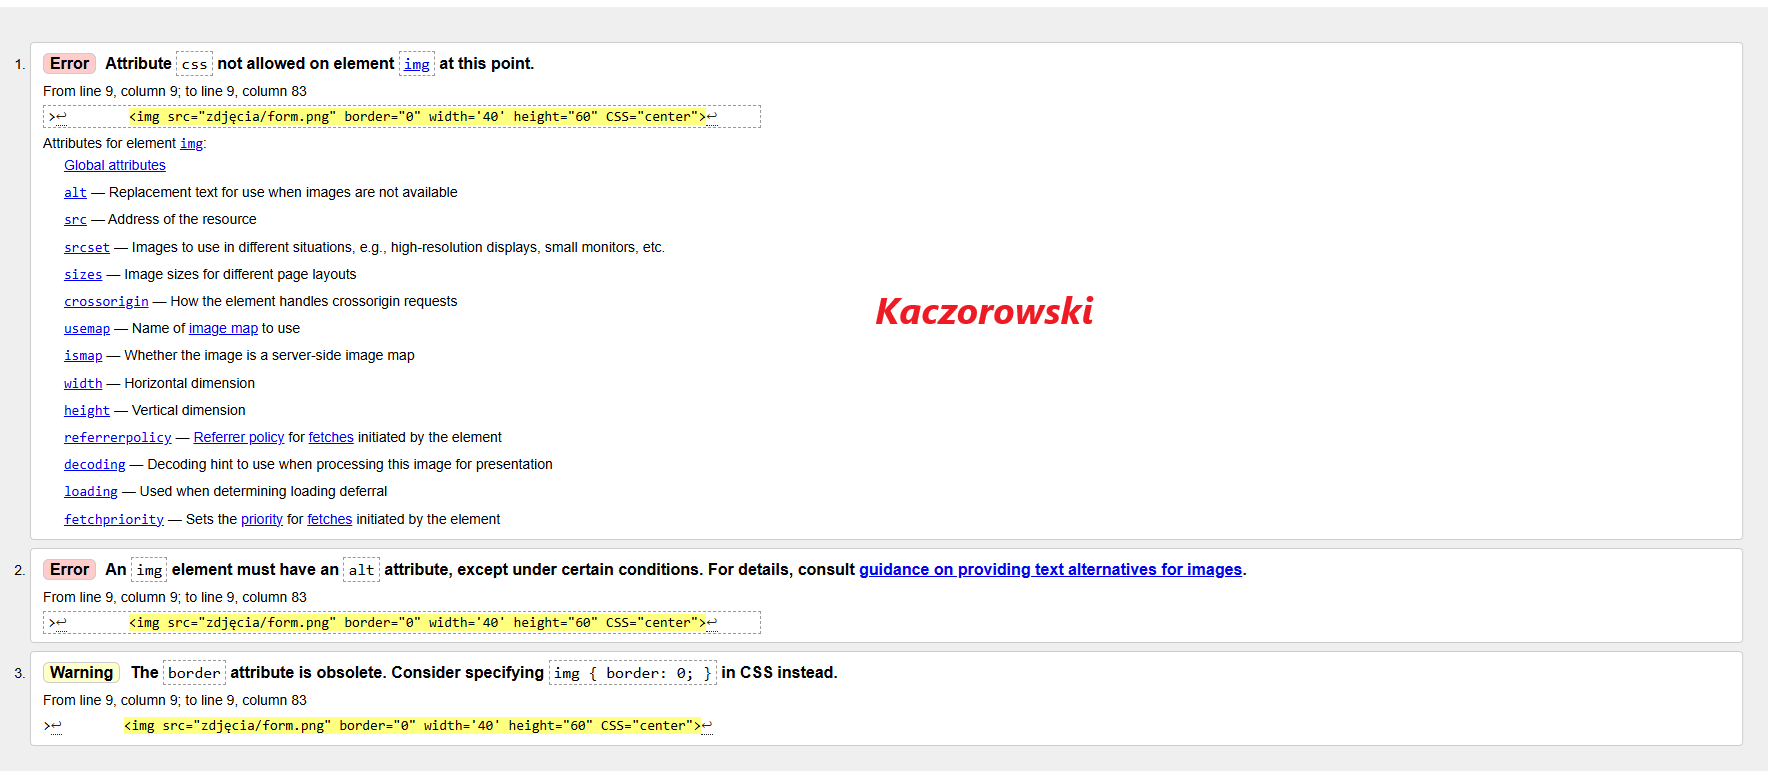 1. Error Attribute css not allowed on element img at this point.
From line 9, column 9; to line 9, column 83
>↩ <img src="zdjęcia/form.png" border="0" width='40' height="60" CSS="center">↩
Attributes for element img:
Global attributes
alt — Replacement text for use when images are not available
src — Address of the resource
srcset — Images to use in different situations, e.g., high-resolution displays, small monitors, etc.
sizes — Image sizes for different page layouts
crossorigin — How the element handles crossorigin requests
Kaczorowski
usemap — Name of image map to use
ismap — Whether the image is a server-side image map
width — Horizontal dimension
height — Vertical dimension
referrerpolicy — Referrer policy for fetches initiated by the element
decoding — Decoding hint to use when processing this image for presentation
loading — Used when determining loading deferral
fetchpriority — Sets the priority for fetches initiated by the element
2. Error An img element must have an alt attribute, except under certain conditions. For details, consult guidance on providing text alternatives for images.
From line 9, column 9; to line 9, column 83
>↩ <img src="zdjęcia/form.png" border="0" width='40' height="60" CSS="center">↩
3. Warning The border attribute is obsolete. Consider specifying img { border: 0; } in CSS instead.
From line 9, column 9; to line 9, column 83
>↩ <img src="zdjęcia/form.png" border="0" width='40' height="60" CSS="center">↩